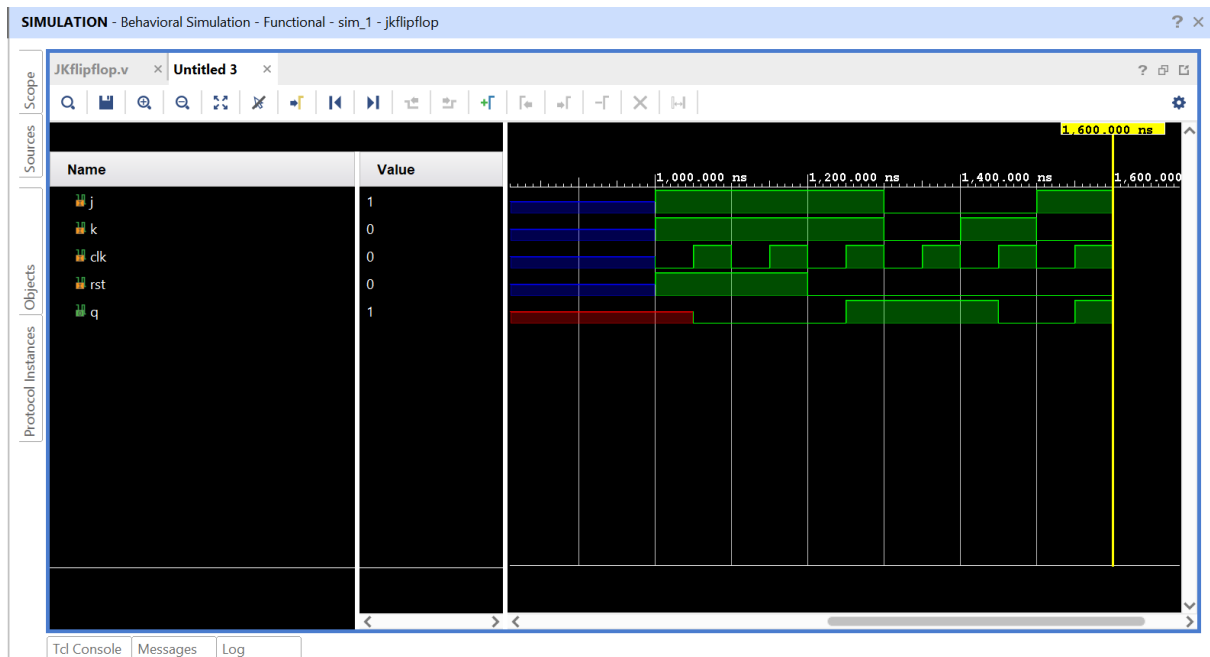 SIMULATION - Behavioral Simulation - Functional - sim_1 - jkflipflop ? ×
Scope
Sources
Objects
Protocol Instances
JKflipflop.v × Untitled 3 × ?
1,600.000 ns
Name Value
1,000.000 ns 1,200.000 ns 1,400.000 ns 1,600.000
j 1
k 0
clk 0
rst 0
q 1
Tcl Console Messages Log